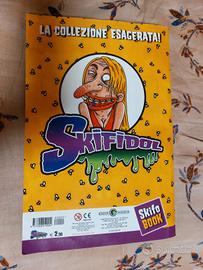 LA COLLEZIONE ESAGERATA!
SKIFIDOL
Skifo
BOOK